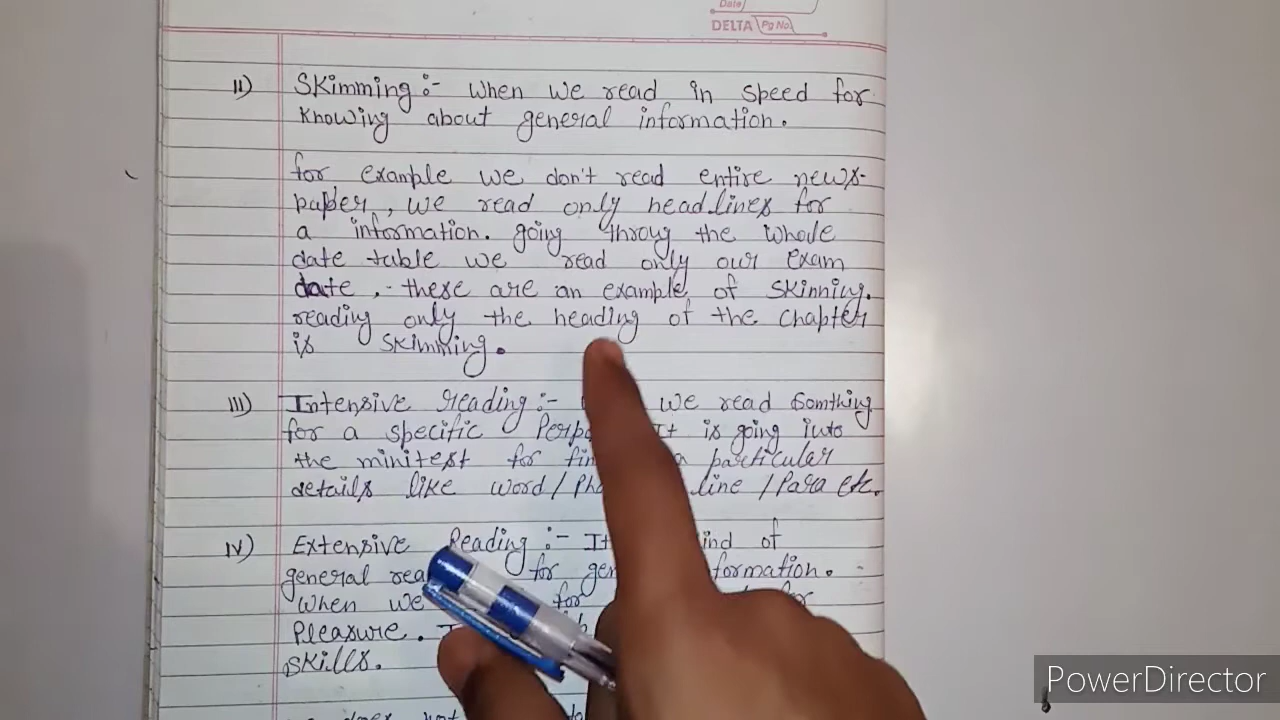 Date
DELTA Pg No.
II) Skimming :- when we read in speed for
knowing about general information.
for example we don't read entire news-
paper, we read only headlines for
a information. going throug the whole
date table we read only our exam
date, these are an example of skinning.
reading only the heading of the chapter
is skimming.
III) Intensive reading :- we read Somthing
for a specific It is going into
the minitest for particular
details like word / line / Para etc.
IV) Extensive Reading :- It of
general for
when we for for
Pleasure.
skills.
PowerDirector